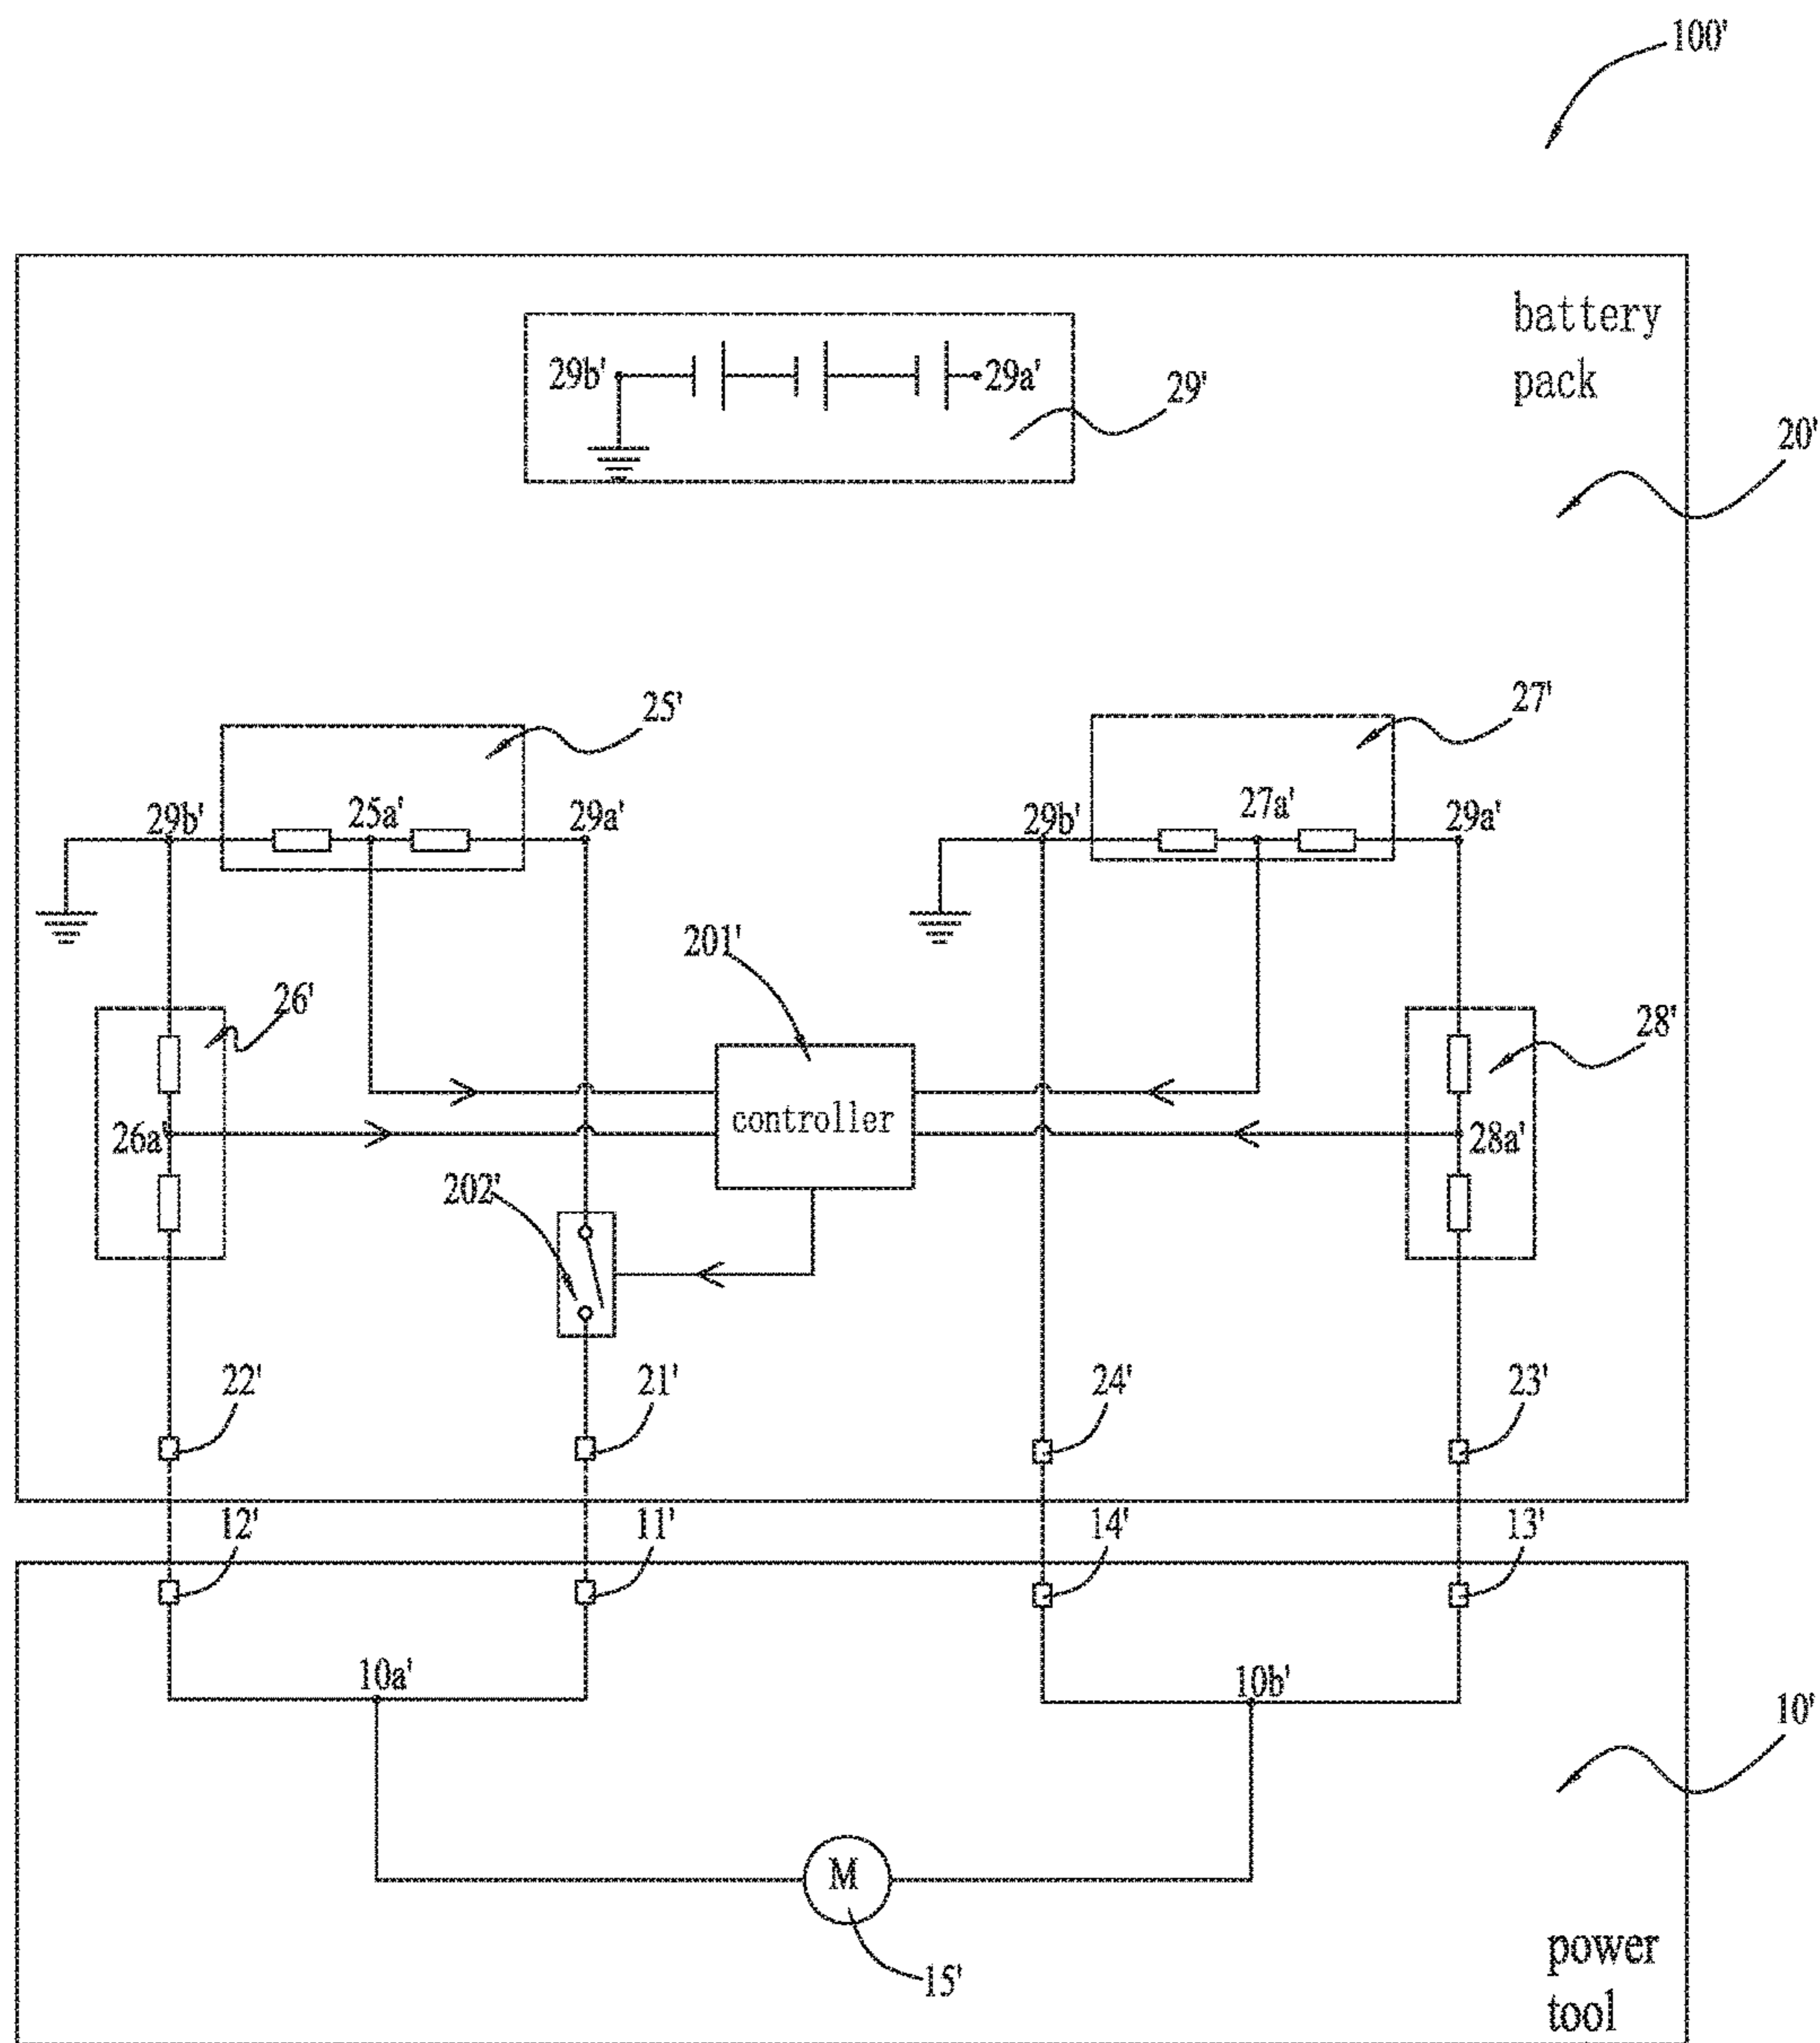 100'
battery
pack
29b'
29a'
29'
20'
25'
27'
29b'
25a'
29a'
29b'
27a'
29a'
201'
26'
28'
controller
26a'
28a'
202'
22'
21'
24'
23'
12'
11'
14'
13'
10a'
10b'
10'
M
15'
power
tool